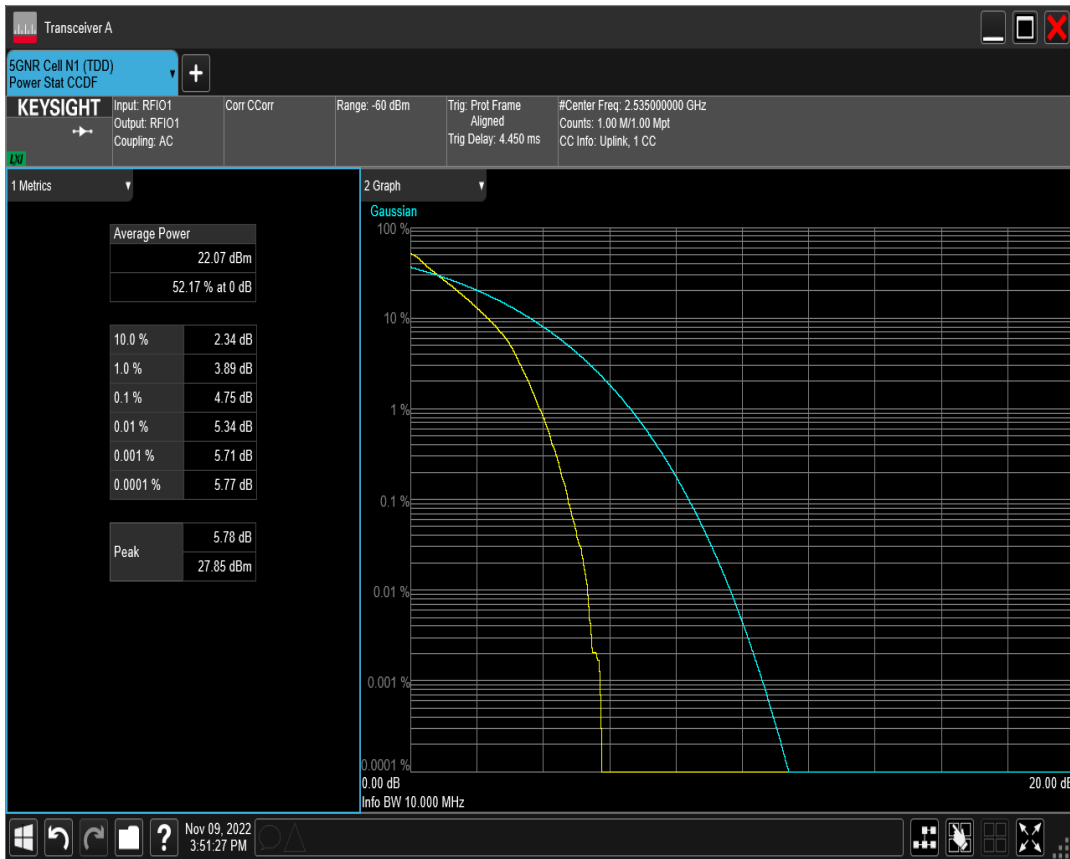 Transceiver A
5GNR Cell N1 (TDD)
Power Stat CCDF
+
KEYSIGHT
LXI
Input: RFIO1
Output: RFIO1
Coupling: AC
Corr CCorr
Range: -60 dBm
Trig: Prot Frame
Aligned
Trig Delay: 4.450 ms
#Center Freq: 2.535000000 GHz
Counts: 1.00 M/1.00 Mpt
CC Info: Uplink, 1 CC
1 Metrics
Average Power
22.07 dBm
52.17 % at 0 dB
10.0 % 2.34 dB
1.0 % 3.89 dB
0.1 % 4.75 dB
0.01 % 5.34 dB
0.001 % 5.71 dB
0.0001 % 5.77 dB
Peak 5.78 dB
27.85 dBm
2 Graph
Gaussian
100 %
10 %
1 %
0.1 %
0.01 %
0.001 %
0.0001 %
0.00 dB 20.00 dB
Info BW 10.000 MHz
?
Nov 09, 2022
3:51:27 PM